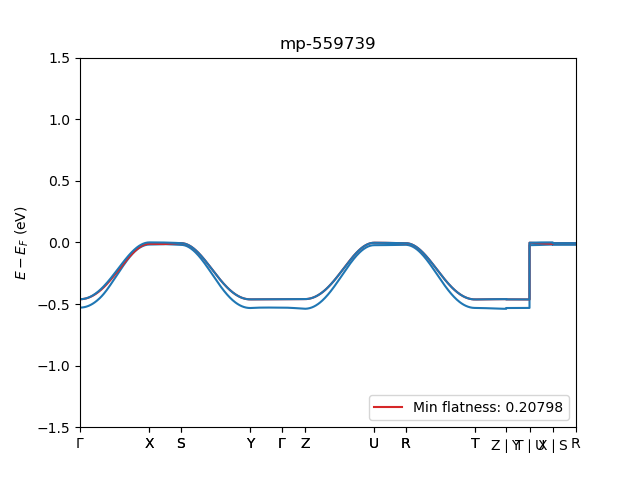 mp-559739
E − E_F (eV)
1.5
1.0
0.5
0.0
−0.5
−1.0
−1.5
Min flatness: 0.20798
Γ X S Y Γ Z U R T Z | Y T | U X | S R